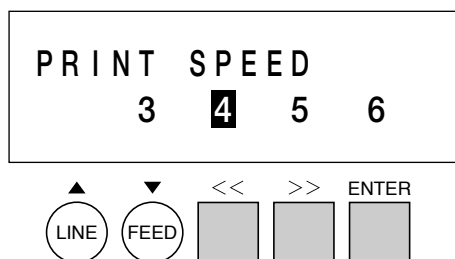 PRINT SPEED
3 4 5 6
▲ ▼ << >> ENTER
LINE FEED